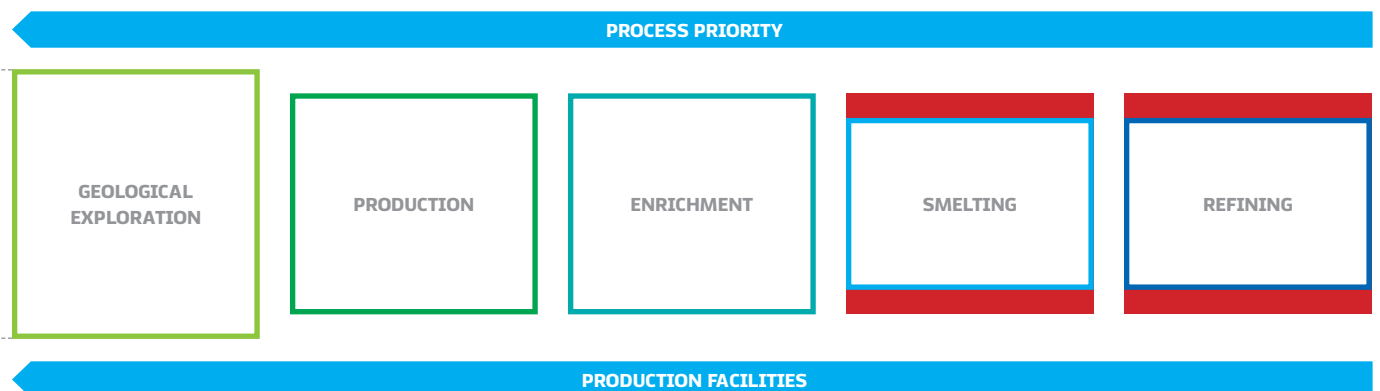 PROCESS PRIORITY
GEOLOGICAL
EXPLORATION
PRODUCTION
ENRICHMENT
SMELTING
REFINING
PRODUCTION FACILITIES